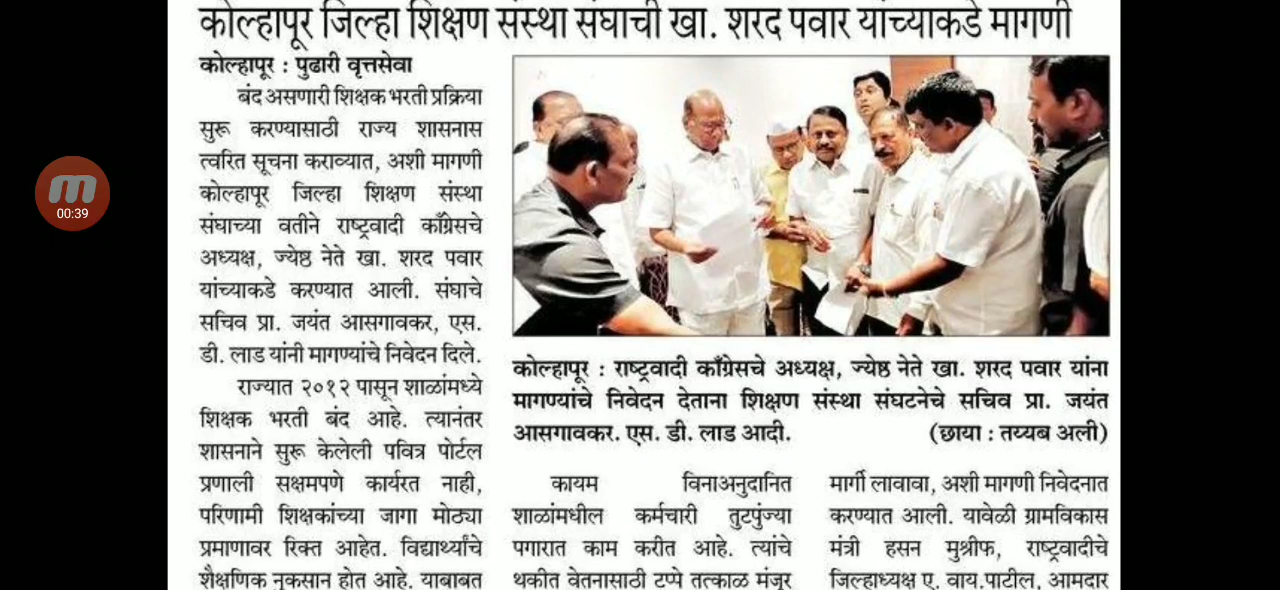 कोल्हापूर जिल्हा शिक्षण संस्था संघाची खा. शरद पवार यांच्याकडे मागणी
कोल्हापूर : पुढारी वृत्तसेवा
बंद असणारी शिक्षक भरती प्रक्रिया
सुरू करण्यासाठी राज्य शासनास
त्वरित सूचना कराव्यात, अशी मागणी
कोल्हापूर जिल्हा शिक्षण संस्था
संघाच्या वतीने राष्ट्रवादी काँग्रेसचे
अध्यक्ष, ज्येष्ठ नेते खा. शरद पवार
यांच्याकडे करण्यात आली. संघाचे
सचिव प्रा. जयंत आसगावकर, एस.
डी. लाड यांनी मागण्यांचे निवेदन दिले.
राज्यात २०१२ पासून शाळांमध्ये
शिक्षक भरती बंद आहे. त्यानंतर
शासनाने सुरू केलेली पवित्र पोर्टल
प्रणाली सक्षमपणे कार्यरत नाही,
परिणामी शिक्षकांच्या जागा मोठ्या
प्रमाणावर रिक्त आहेत. विद्यार्थ्यांचे
शैक्षणिक नुकसान होत आहे. याबाबत
कोल्हापूर : राष्ट्रवादी काँग्रेसचे अध्यक्ष, ज्येष्ठ नेते खा. शरद पवार यांना
मागण्यांचे निवेदन देताना शिक्षण संस्था संघटनेचे सचिव प्रा. जयंत
आसगावकर. एस. डी. लाड आदी. (छाया : तय्यब अली)
कायम विनाअनुदानित
शाळांमधील कर्मचारी तुटपुंज्या
पगारात काम करीत आहे. त्यांचे
थकीत वेतनासाठी टप्पे तत्काळ मंजूर
मार्गी लावावा, अशी मागणी निवेदनात
करण्यात आली. यावेळी ग्रामविकास
मंत्री हसन मुश्रीफ, राष्ट्रवादीचे
जिल्हाध्यक्ष ए. वाय.पाटील, आमदार
00:39